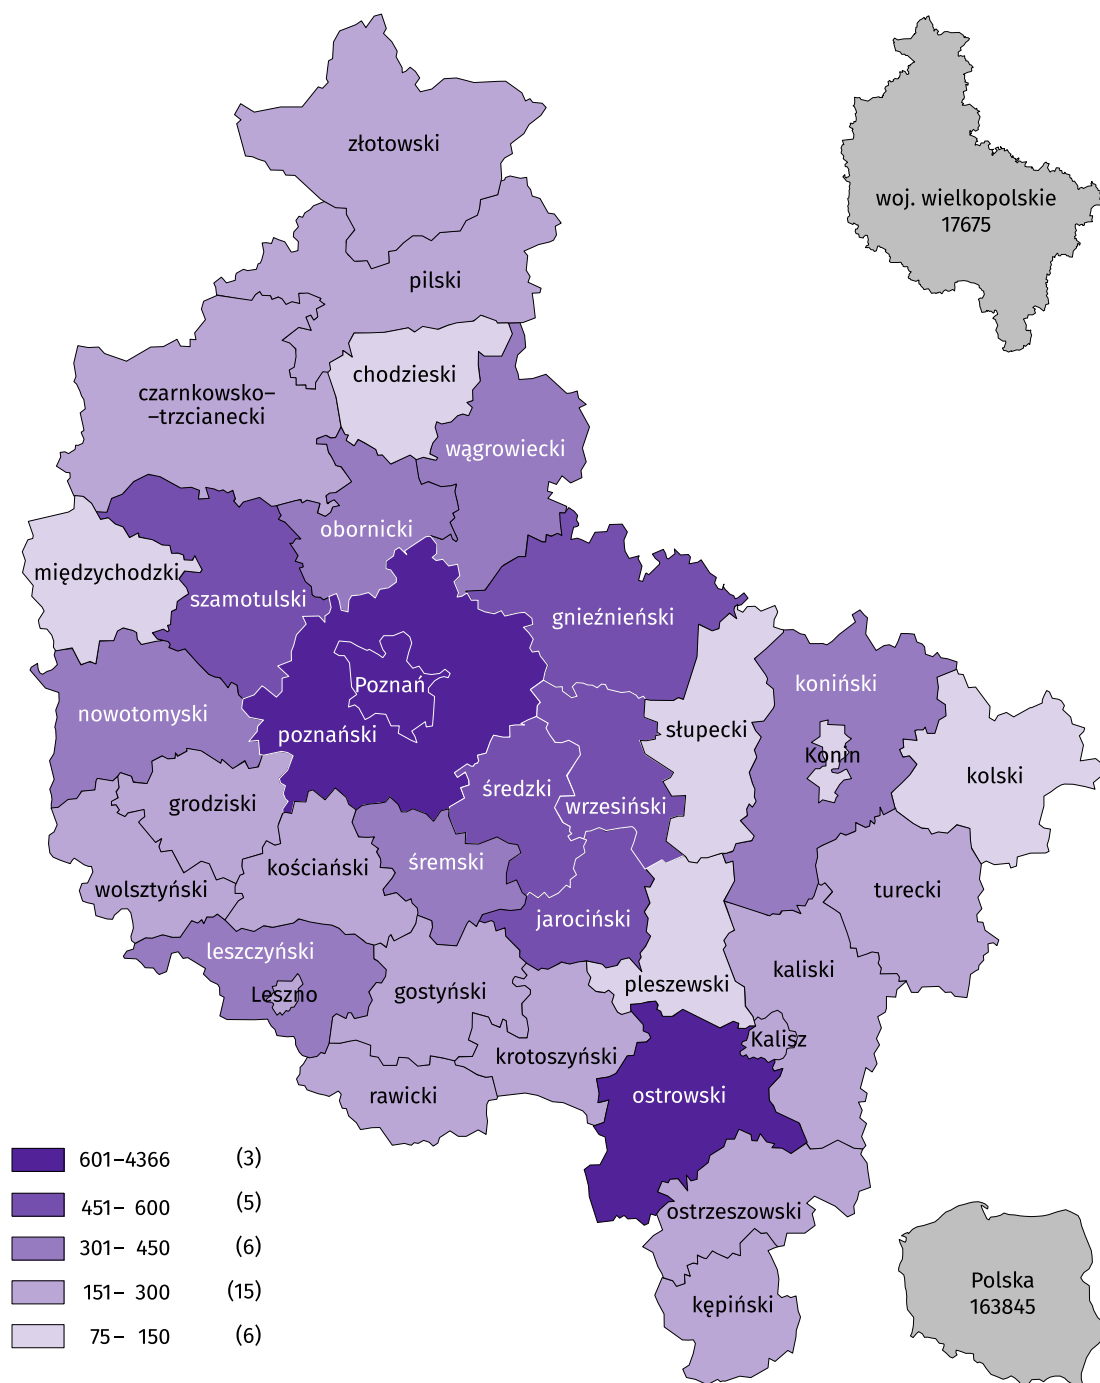 złotowski
woj. wielkopolskie
17675
pilski
chodzieski
czarnkowsko–
–trzcianecki
wągrowiecki
obornicki
międzychodzki
szamotulski
gnieźnieński
Poznań
koniński
nowotomyski
poznański
słupecki
Konin
kolski
średzki
grodziski
wrzesiński
śremski
kościański
wolsztyński
turecki
jarociński
leszczyński
kaliski
pleszewski
Leszno
gostyński
Kalisz
krotoszyński
rawicki
ostrowski
601–4366 (3)
451– 600 (5)
ostrzeszowski
301– 450 (6)
151– 300 (15)
Polska
163845
kępiński
75– 150 (6)